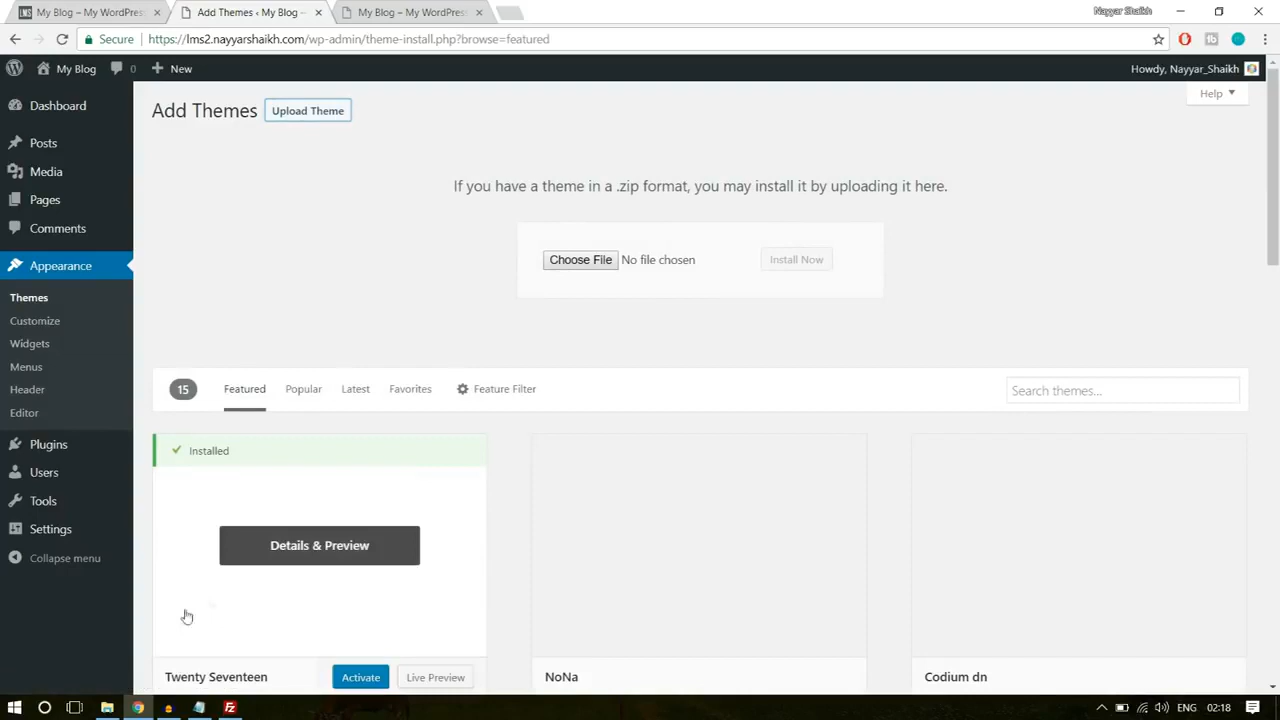 My Blog – My WordPres
Add Themes ‹ My Blog –
My Blog – My WordPres
Nayyar Shaikh
Secure
https://lms2.nayyarshaikh.com/wp-admin/theme-install.php?browse=featured
My Blog
0
New
Howdy, Nayyar_Shaikh
Dashboard
Posts
Media
Pages
Comments
Appearance
Themes
Customize
Widgets
Menus
Header
Editor
Plugins
Users
Tools
Settings
Collapse menu
Add Themes
Upload Theme
Help
If you have a theme in a .zip format, you may install it by uploading it here.
Choose File No file chosen
Install Now
15
Featured
Popular
Latest
Favorites
Feature Filter
Search themes...
Installed
Details & Preview
Twenty Seventeen
Activate
Live Preview
NoNa
Codium dn
ENG
02:18